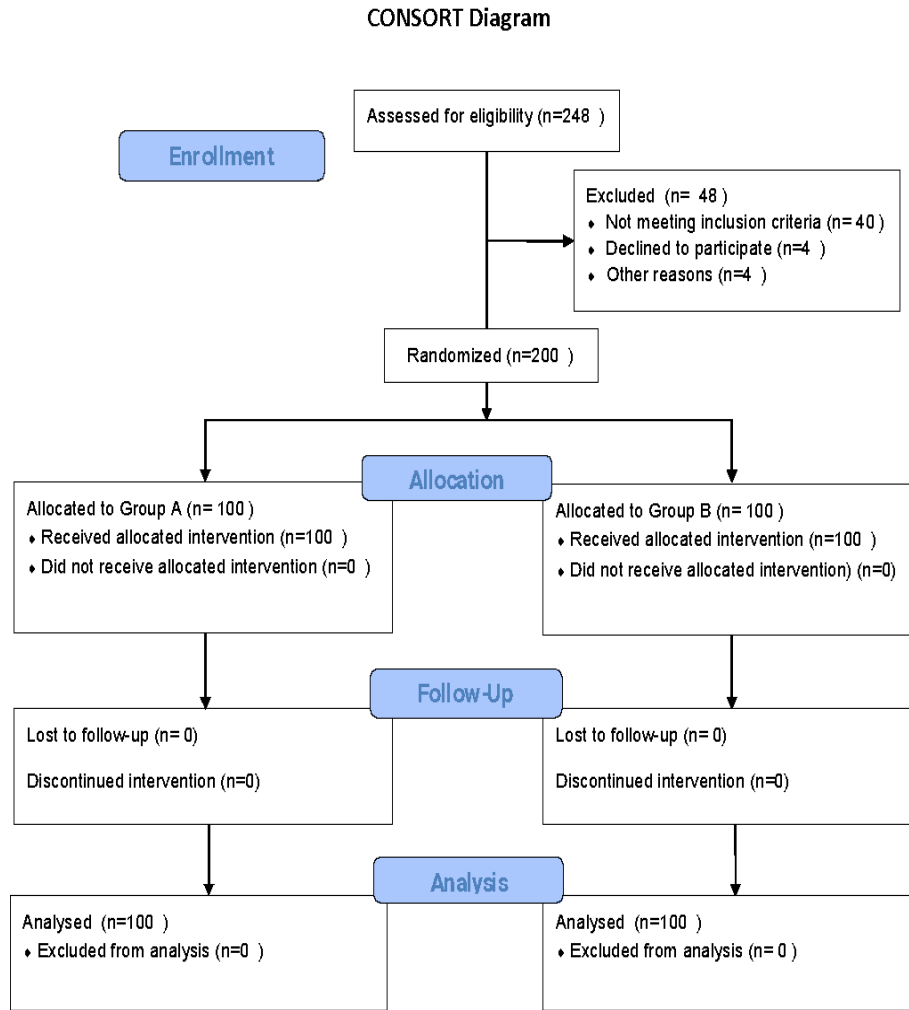 CONSORT Diagram
Assessed for eligibility (n=248 )
Enrollment
Excluded (n= 48 )
♦ Not meeting inclusion criteria (n= 40 )
♦ Declined to participate (n=4 )
♦ Other reasons (n=4 )
Randomized (n=200 )
Allocation
Allocated to Group A (n= 100 )
♦ Received allocated intervention (n=100 )
♦ Did not receive allocated intervention (n=0 )
Allocated to Group B (n= 100 )
♦ Received allocated intervention (n=100 )
♦ Did not receive allocated intervention) (n=0)
Follow-Up
Lost to follow-up (n= 0)
Discontinued intervention (n=0)
Lost to follow-up (n= 0)
Discontinued intervention (n=0)
Analysis
Analysed (n=100 )
♦ Excluded from analysis (n=0 )
Analysed (n=100 )
♦ Excluded from analysis (n= 0 )